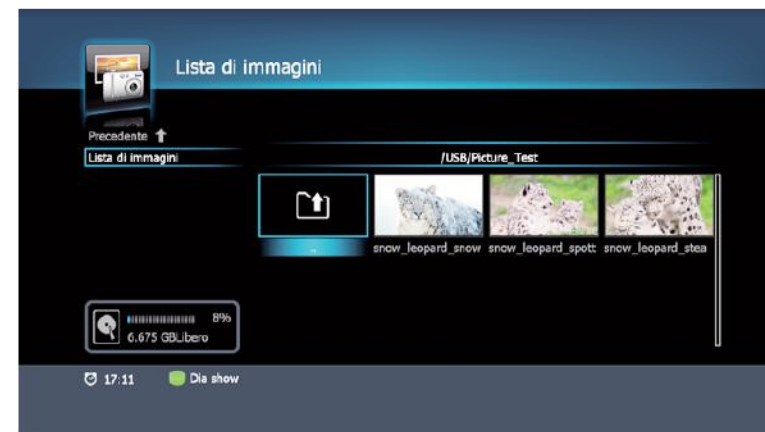 Lista di immagini
Precedente
Lista di immagini
/USB/Picture_Test
..
snow_leopard_snow snow_leopard_spott snow_leopard_stea
8%
6.675 GBLibero
17:11 Dia show